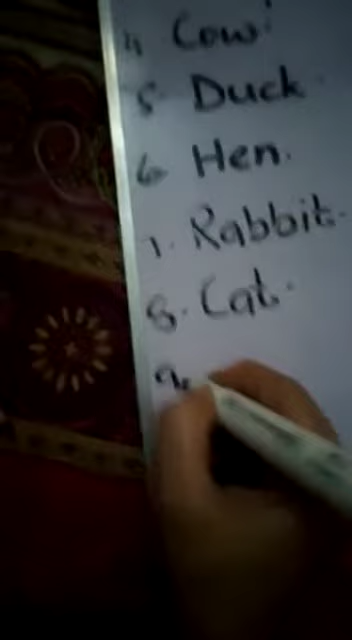 4 Cow.
5 Duck.
6. Hen.
7. Rabbit.
8. Cat.
9.